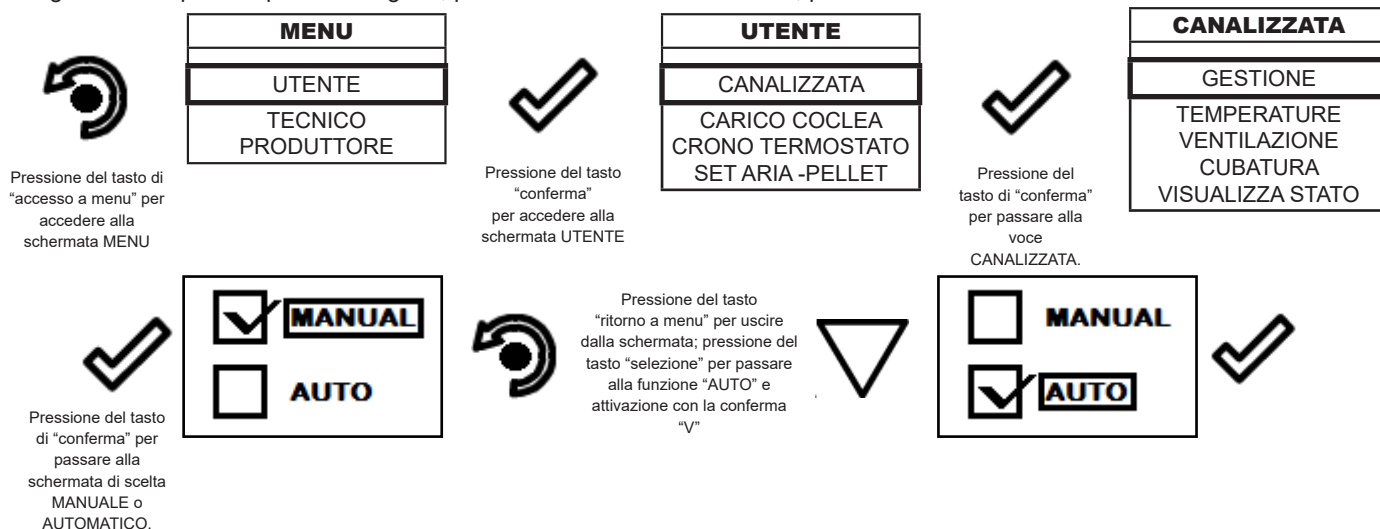 MENU
UTENTE
TECNICO
PRODUTTORE
Pressione del tasto di
“accesso a menu” per
accedere alla
schermata MENU
UTENTE
CANALIZZATA
CARICO COCLEA
CRONO TERMOSTATO
SET ARIA -PELLET
Pressione del tasto
“conferma”
per accedere alla
schermata UTENTE
CANALIZZATA
GESTIONE
TEMPERATURE
VENTILAZIONE
CUBATURA
VISUALIZZA STATO
Pressione del
tasto di “conferma”
per passare alla
voce
CANALIZZATA.
MANUAL
AUTO
Pressione del tasto
di “conferma” per
passare alla
schermata di scelta
MANUALE o
AUTOMATICO.
Pressione del tasto
“ritorno a menu” per uscire
dalla schermata; pressione del
tasto “selezione” per passare
alla funzione “AUTO” e
attivazione con la conferma
“V”
MANUAL
AUTO